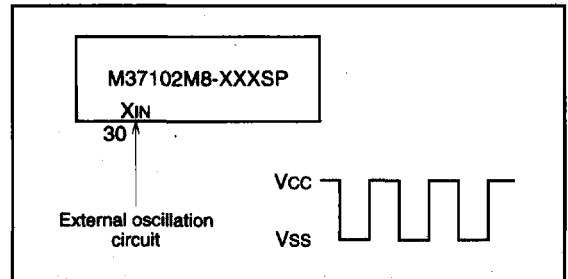 M37102M8-XXXSP
XIN
30
External oscillation
circuit
Vcc
Vss